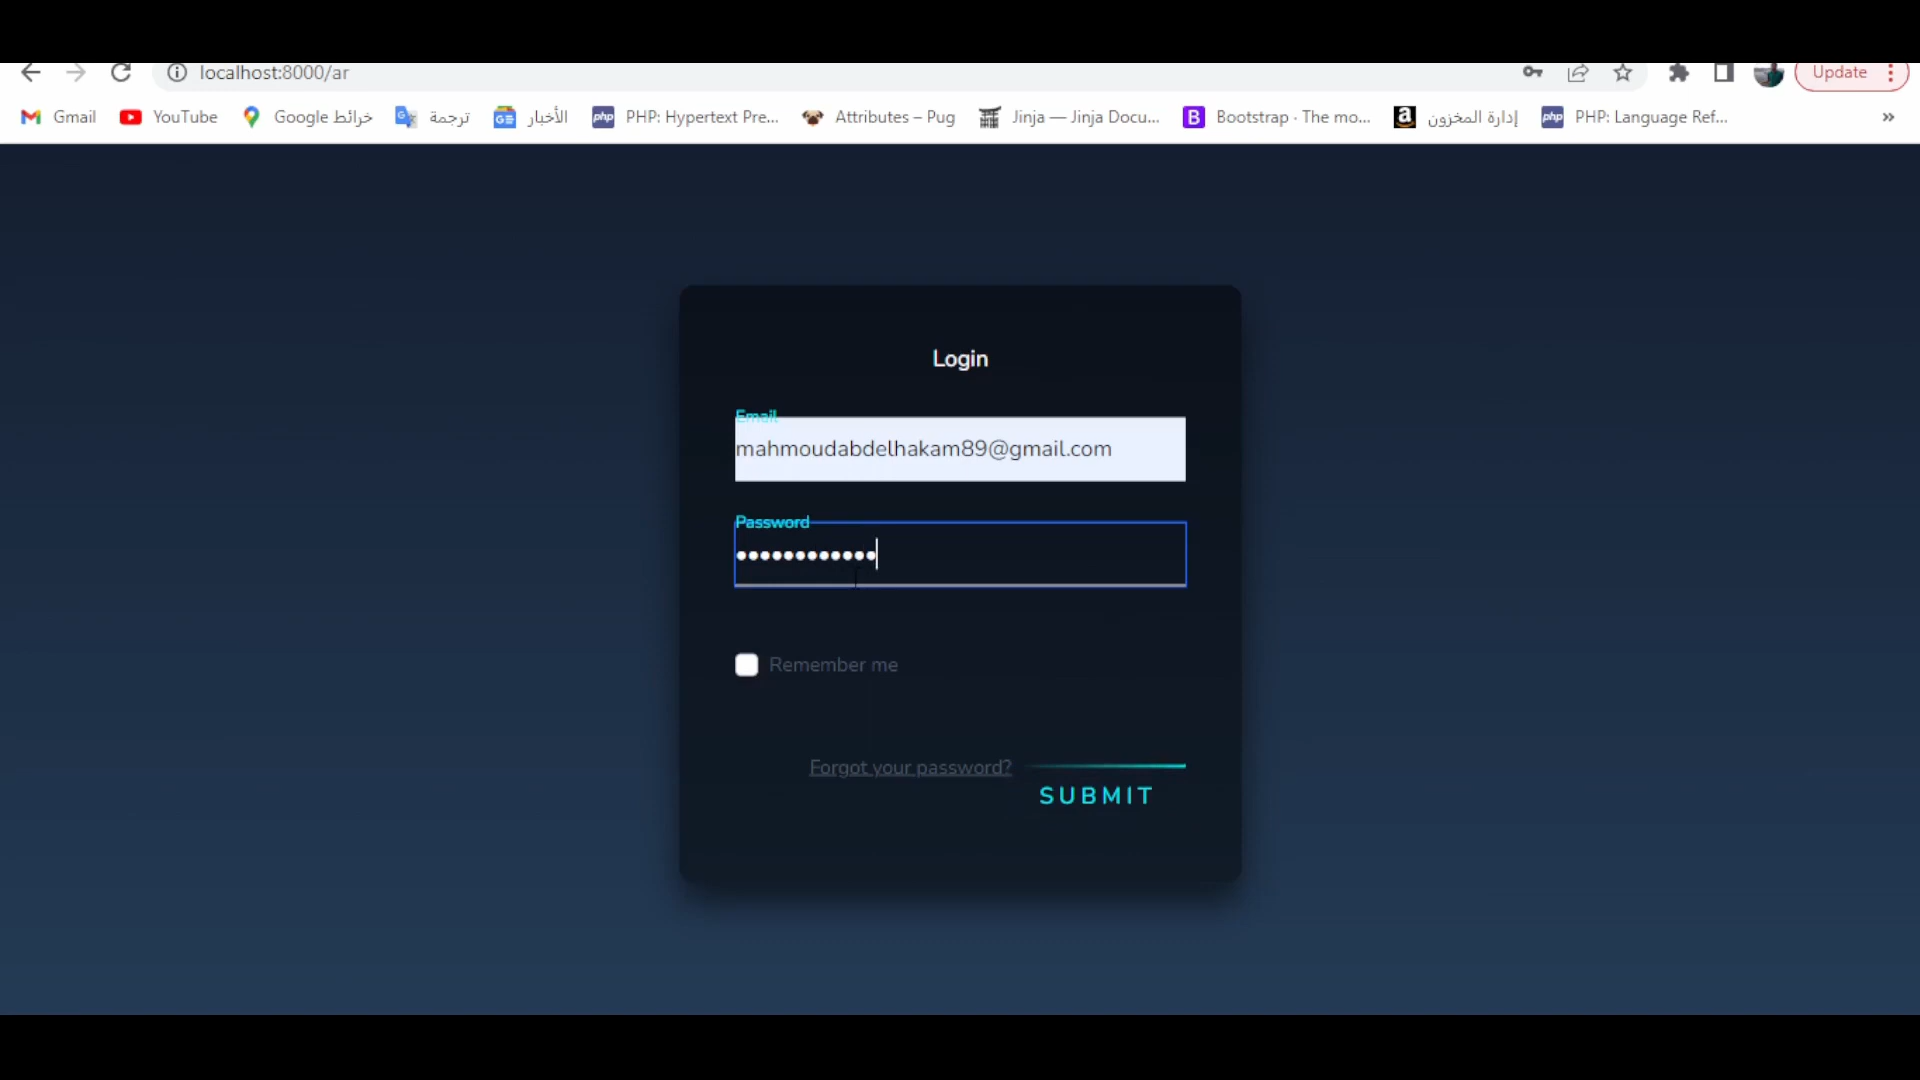 localhost:8000/ar
Update
Gmail YouTube خرائط Google ترجمة الأخبار PHP: Hypertext Pre... Attributes – Pug Jinja — Jinja Docu... Bootstrap · The mo... إدارة المخزون PHP: Language Ref... »
Login
Email
mahmoudabdelhakam89@gmail.com
Password
••••••••••••
Remember me
Forgot your password?
SUBMIT